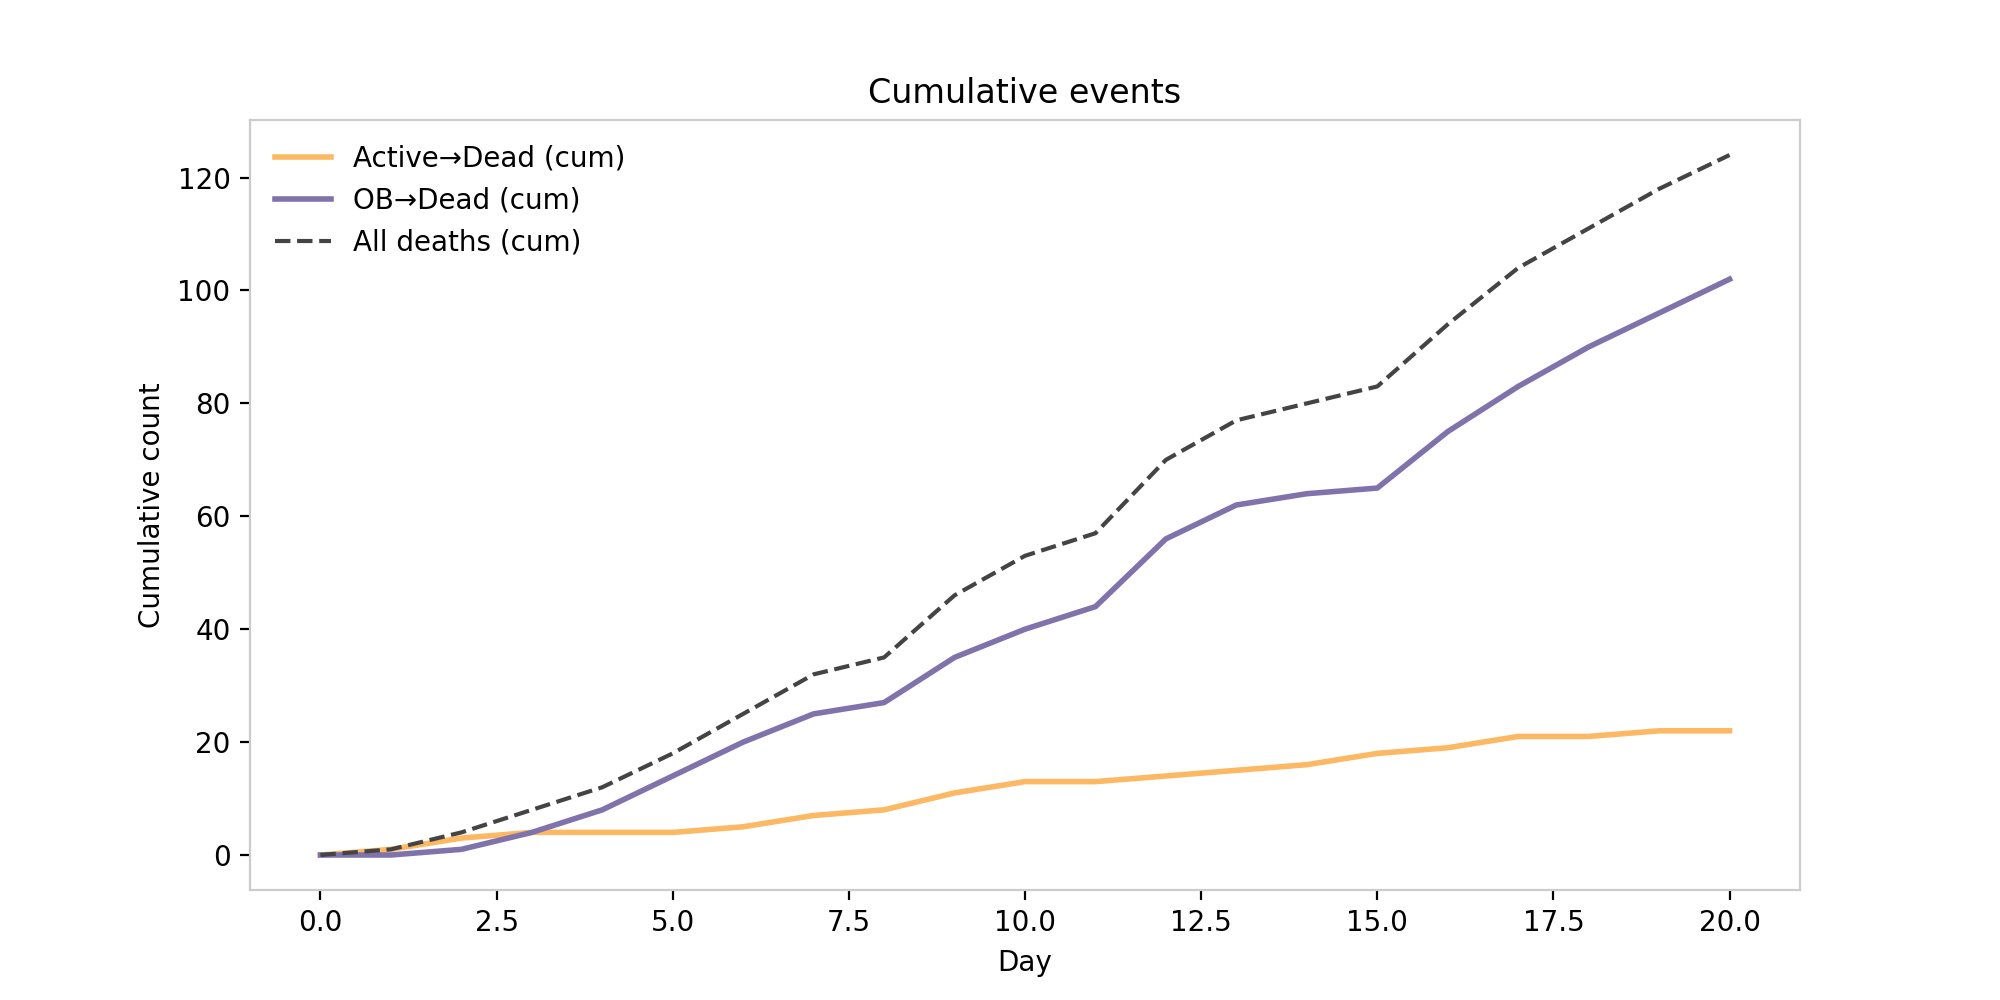 Cumulative events
Active→Dead (cum)
OB→Dead (cum)
All deaths (cum)
Cumulative count
120
100
80
60
40
20
0
0.0 2.5 5.0 7.5 10.0 12.5 15.0 17.5 20.0
Day